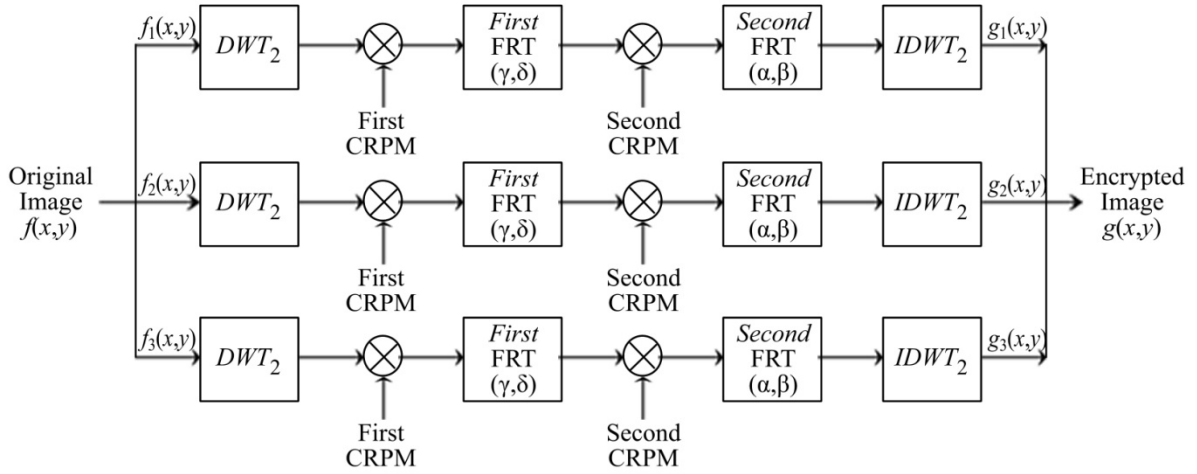 f₁(x,y)
DWT₂
First
FRT
(γ,δ)
Second
FRT
(α,β)
IDWT₂
g₁(x,y)
First
CRPM
Second
CRPM
Original
Image
f(x,y)
f₂(x,y)
DWT₂
First
FRT
(γ,δ)
Second
FRT
(α,β)
IDWT₂
g₂(x,y)
Encrypted
Image
g(x,y)
First
CRPM
Second
CRPM
f₃(x,y)
DWT₂
First
FRT
(γ,δ)
Second
FRT
(α,β)
IDWT₂
g₃(x,y)
First
CRPM
Second
CRPM